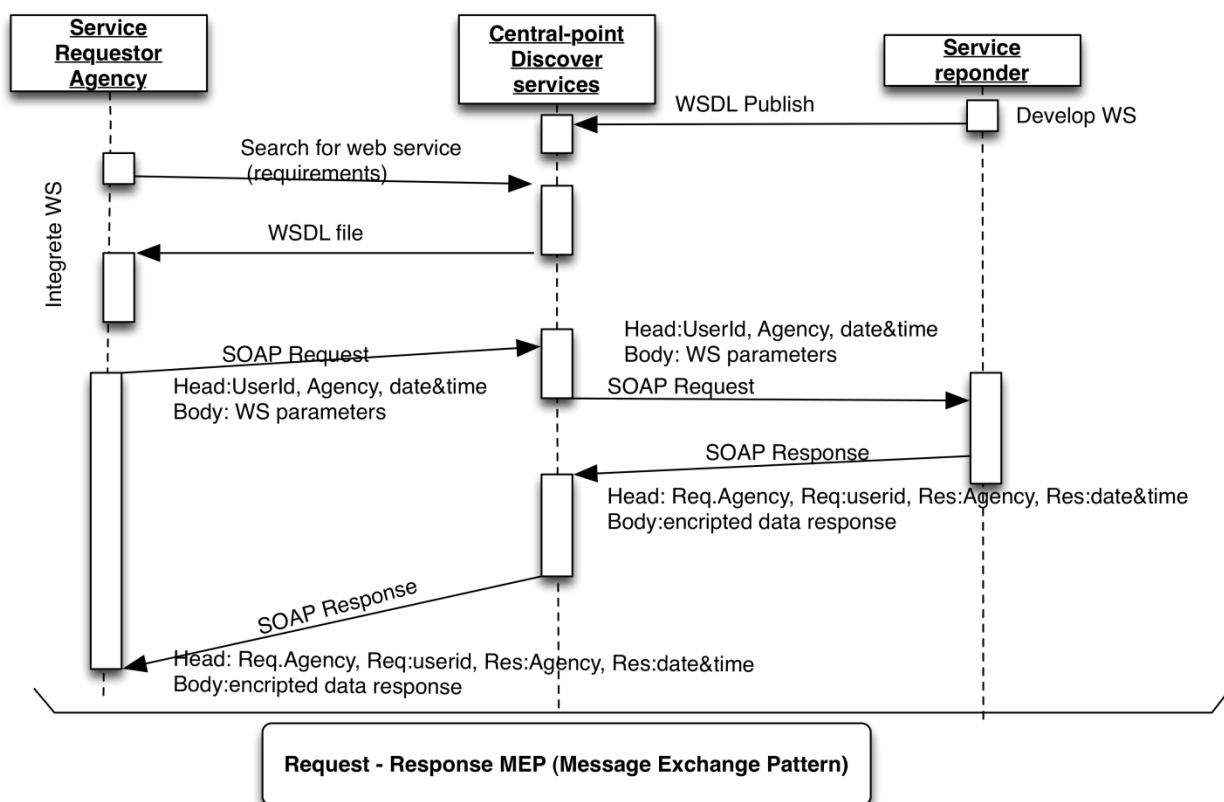 Service
Requestor
Agency
Central-point
Discover
services
Service
reponder
WSDL Publish
Develop WS
Search for web service
(requirements)
Integrete WS
WSDL file
Head:UserId, Agency, date&time
Body: WS parameters
SOAP Request
Head:UserId, Agency, date&time
Body: WS parameters
SOAP Request
SOAP Response
Head: Req.Agency, Req:userid, Res:Agency, Res:date&time
Body:encripted data response
SOAP Response
Head: Req.Agency, Req:userid, Res:Agency, Res:date&time
Body:encripted data response
Request - Response MEP (Message Exchange Pattern)